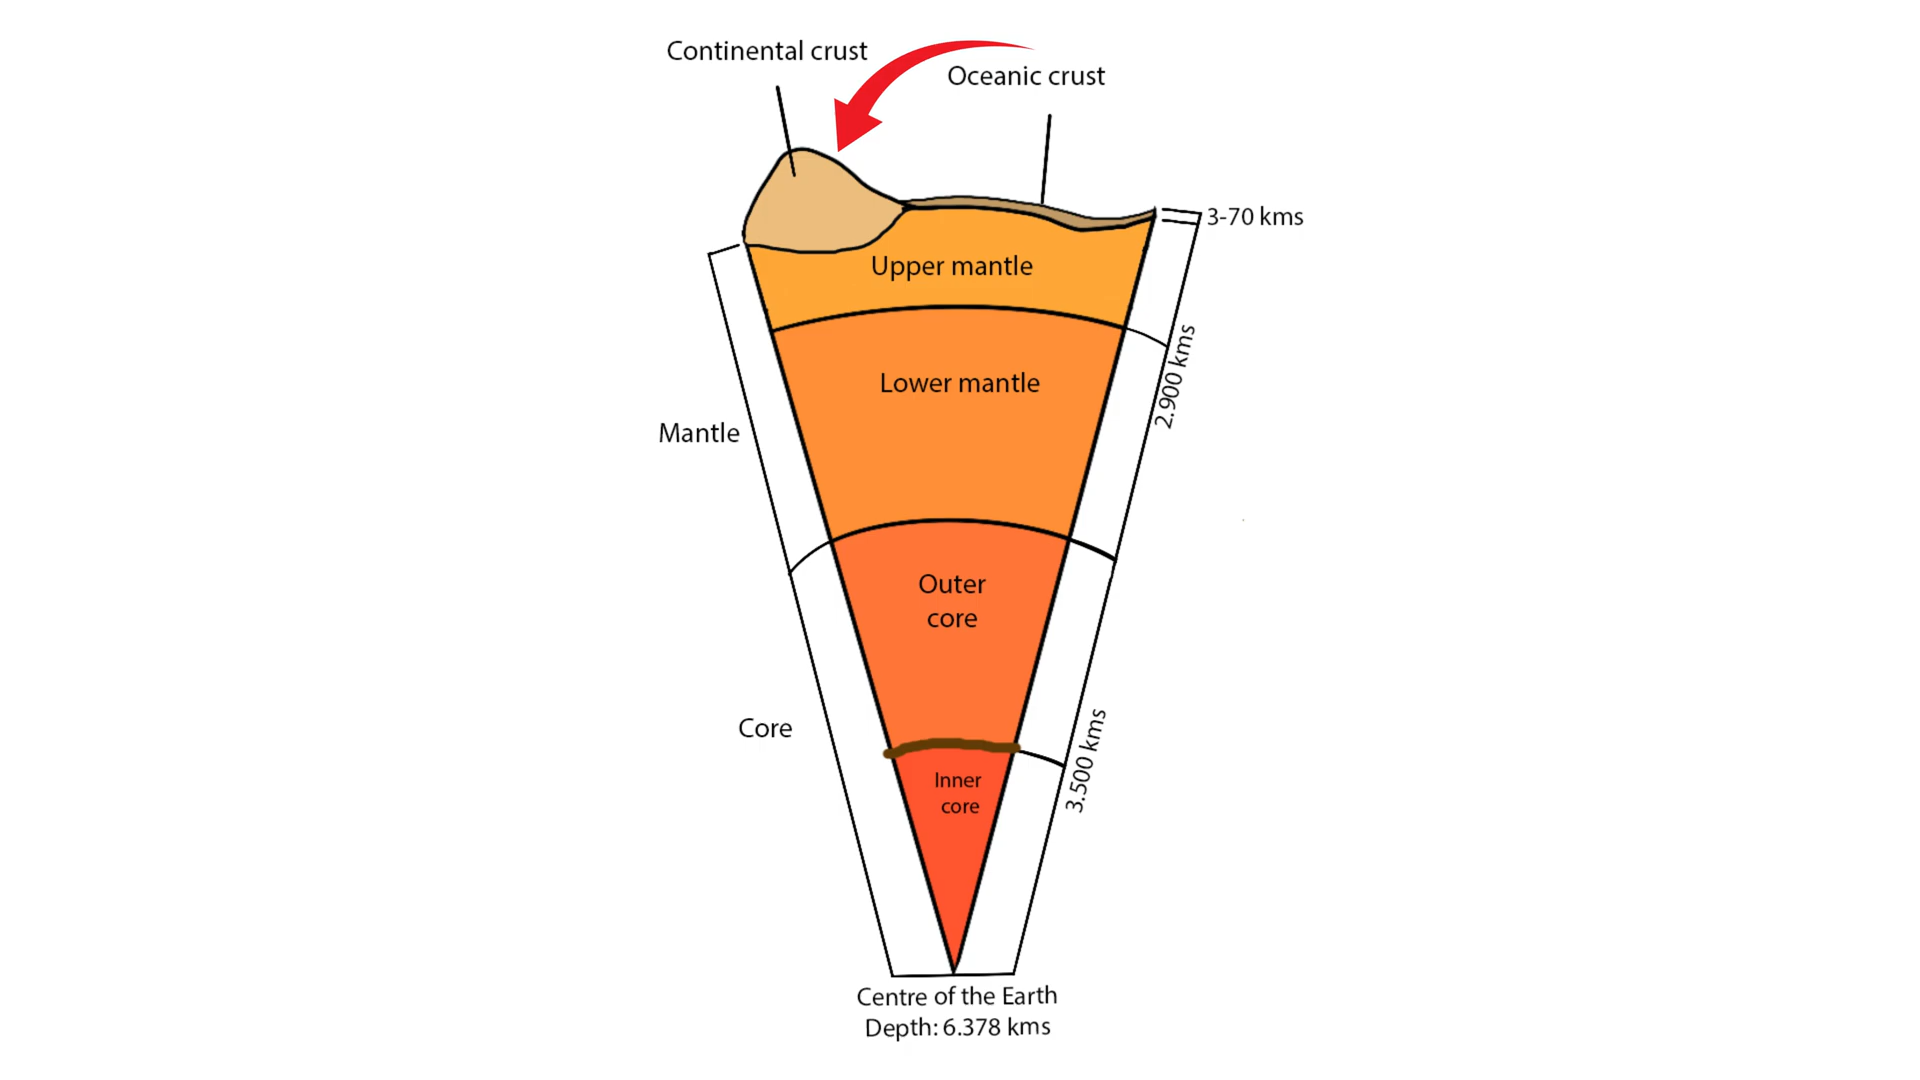 Continental crust
Oceanic crust
3-70 kms
Upper mantle
Lower mantle
2.900 kms
Mantle
Outer
core
Core
3.500 kms
Inner
core
Centre of the Earth
Depth: 6.378 kms